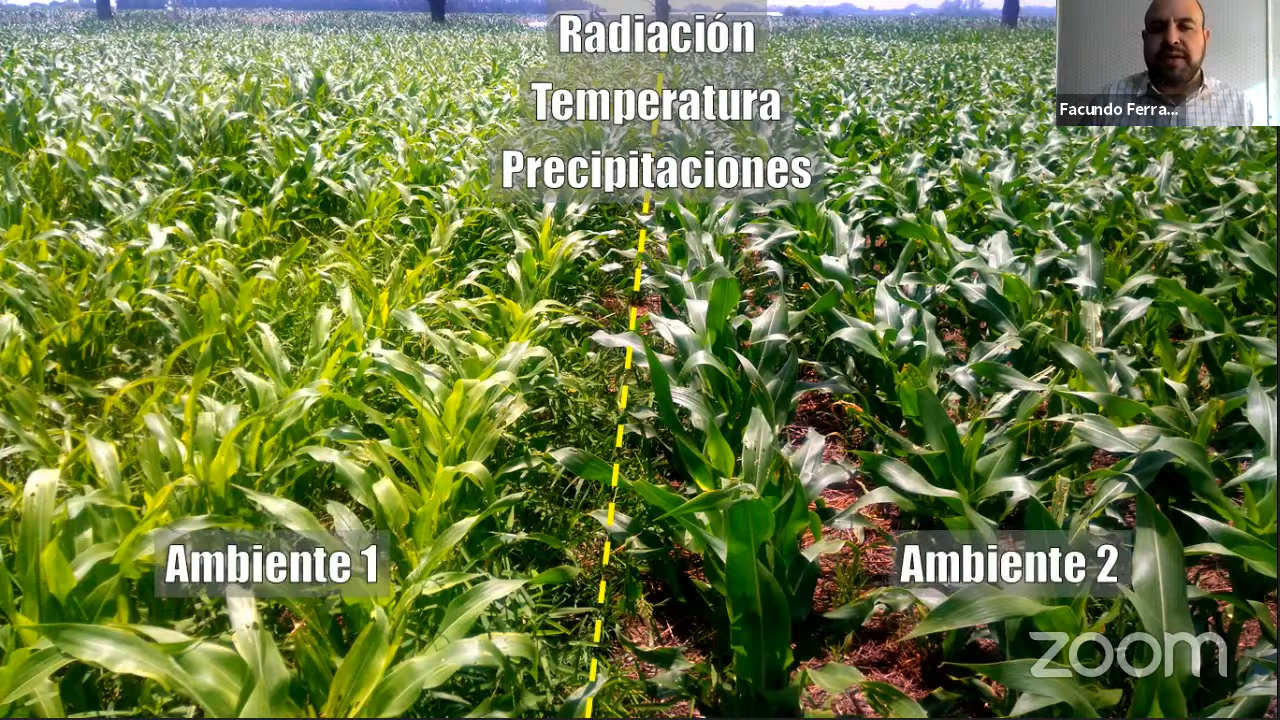 Radiación
Temperatura
Precipitaciones
Facundo Ferra...
Ambiente 1
Ambiente 2
zoom